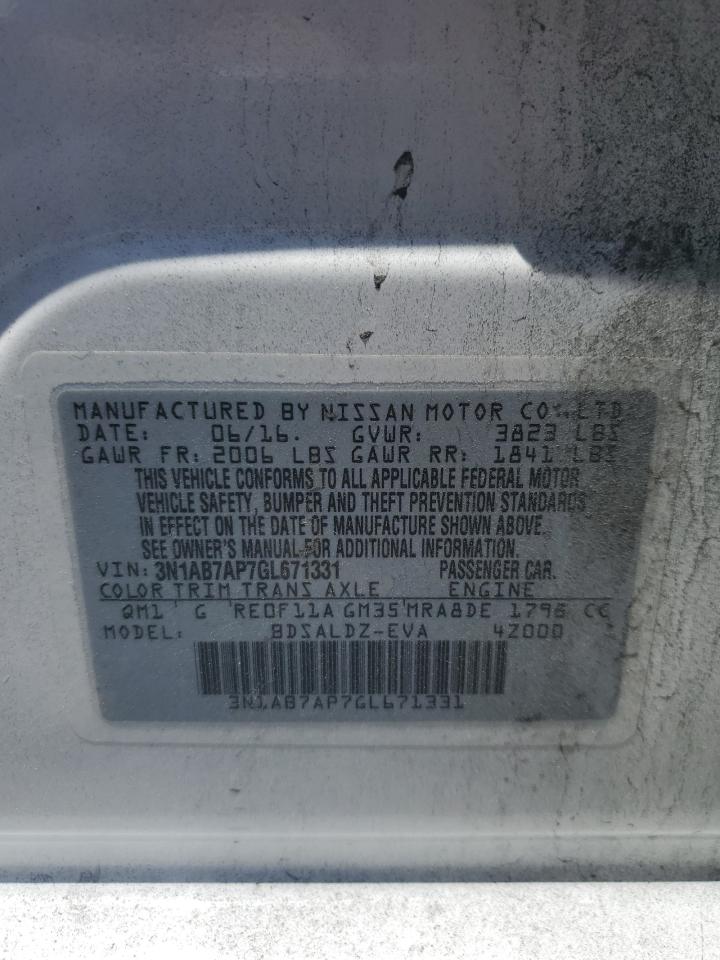 MANUFACTURED BY NISSAN MOTOR CO., LTD.
DATE: 06/16. GVWR: 3823 LBS
GAWR FR: 2006 LBS GAWR RR: 1841 LBS
THIS VEHICLE CONFORMS TO ALL APPLICABLE FEDERAL MOTOR
VEHICLE SAFETY, BUMPER AND THEFT PREVENTION STANDARDS
IN EFFECT ON THE DATE OF MANUFACTURE SHOWN ABOVE.
SEE OWNER'S MANUAL FOR ADDITIONAL INFORMATION.
VIN: 3N1AB7AP7GL671331 PASSENGER CAR.
COLOR TRIM TRANS AXLE ENGINE
QM1 G RE0F11A GM35 MRA8DE 1798 CC
MODEL: BDSALDZ-EVA 4Z000
3N1AB7AP7GL671331